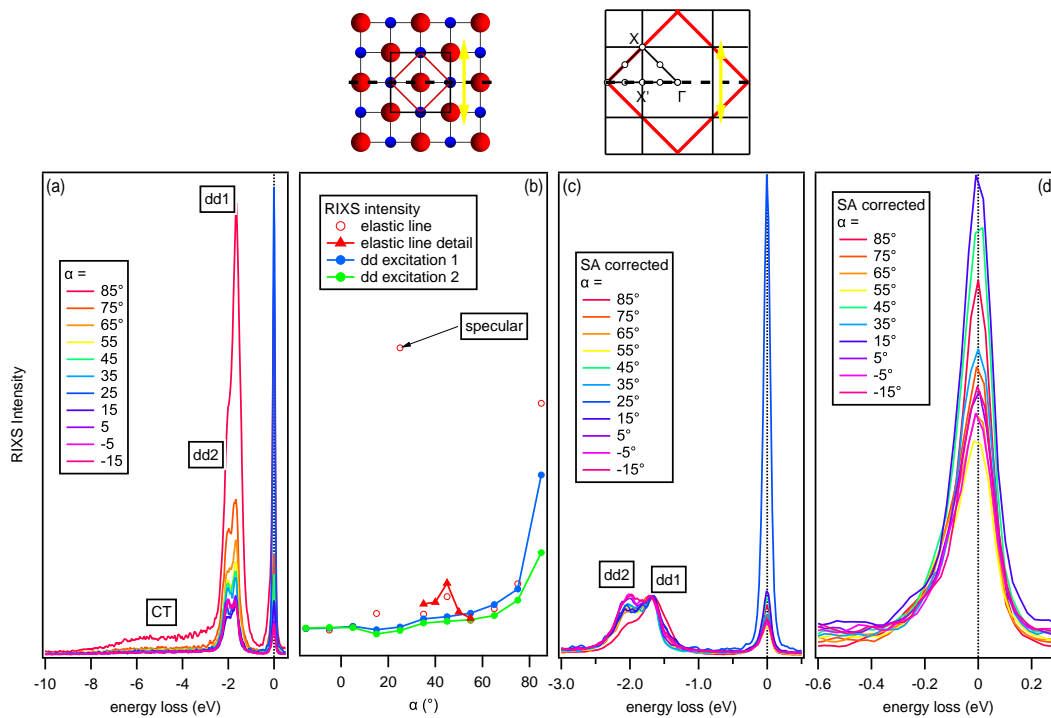 X
X'
Γ
(a)
dd1
α =
85°
75°
65°
55
45
35
25
15
5
-5
-15
dd2
CT
RIXS Intensity
-10
-8
-6
-4
-2
0
energy loss (eV)
(b)
RIXS intensity
elastic line
elastic line detail
dd excitation 1
dd excitation 2
specular
0
20
40
60
80
α (°)
(c)
SA corrected
α =
85°
75°
65°
55°
45°
35°
25°
15°
5°
-5°
-15°
dd2
dd1
-3.0
-2.0
-1.0
0
energy loss (eV)
(d
SA corrected
α =
85°
75°
65°
55°
45°
35°
15°
5°
-5°
-15°
-0.6
-0.4
-0.2
0
0.2
energy loss (eV)